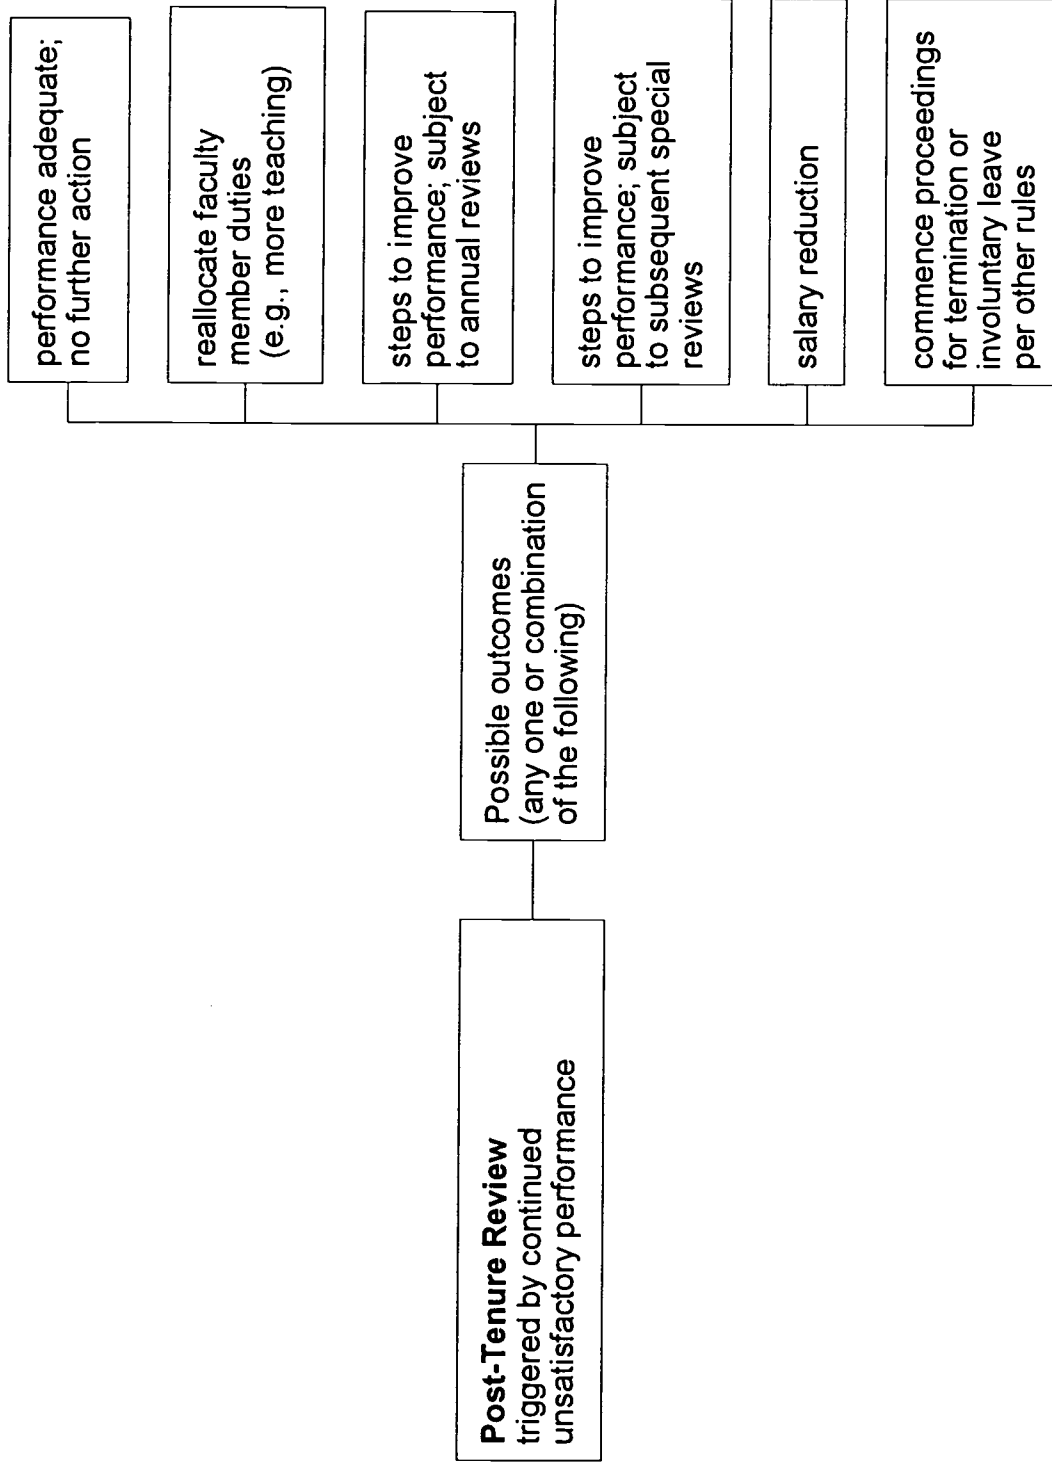 Post-Tenure Review
triggered by continued
unsatisfactory performance
Possible outcomes
(any one or combination
of the following)
performance adequate;
no further action
reallocate faculty
member duties
(e.g., more teaching)
steps to improve
performance; subject
to annual reviews
steps to improve
performance; subject
to subsequent special
reviews
salary reduction
commence proceedings
for termination or
involuntary leave
per other rules